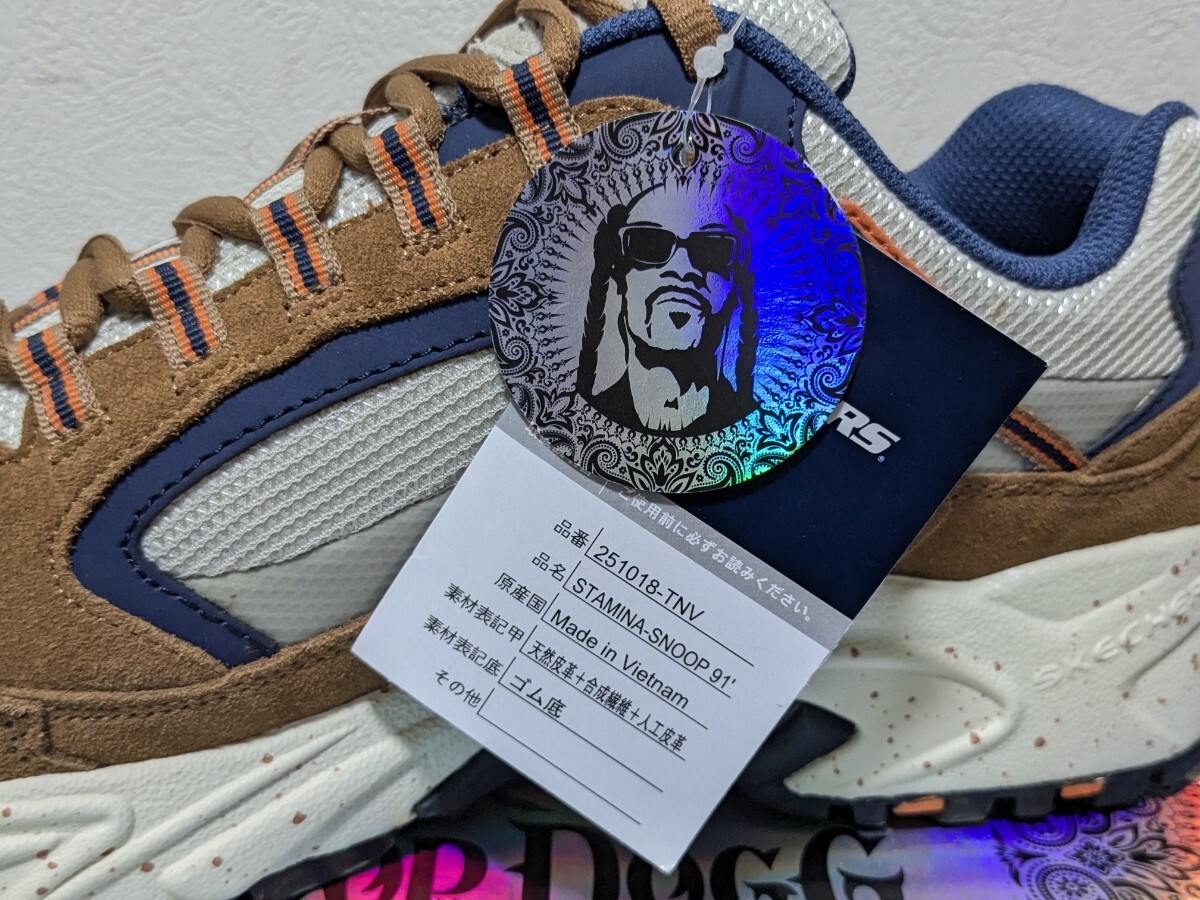 RS
ご使用前に必ずお読みください。
品番 251018-TNV
品名 STAMINA-SNOOP 91'
原産国 Made in Vietnam
素材表記甲 天然皮革+合成繊維+人工皮革
素材表記底 ゴム底
その他
SKECHERS
DOGG